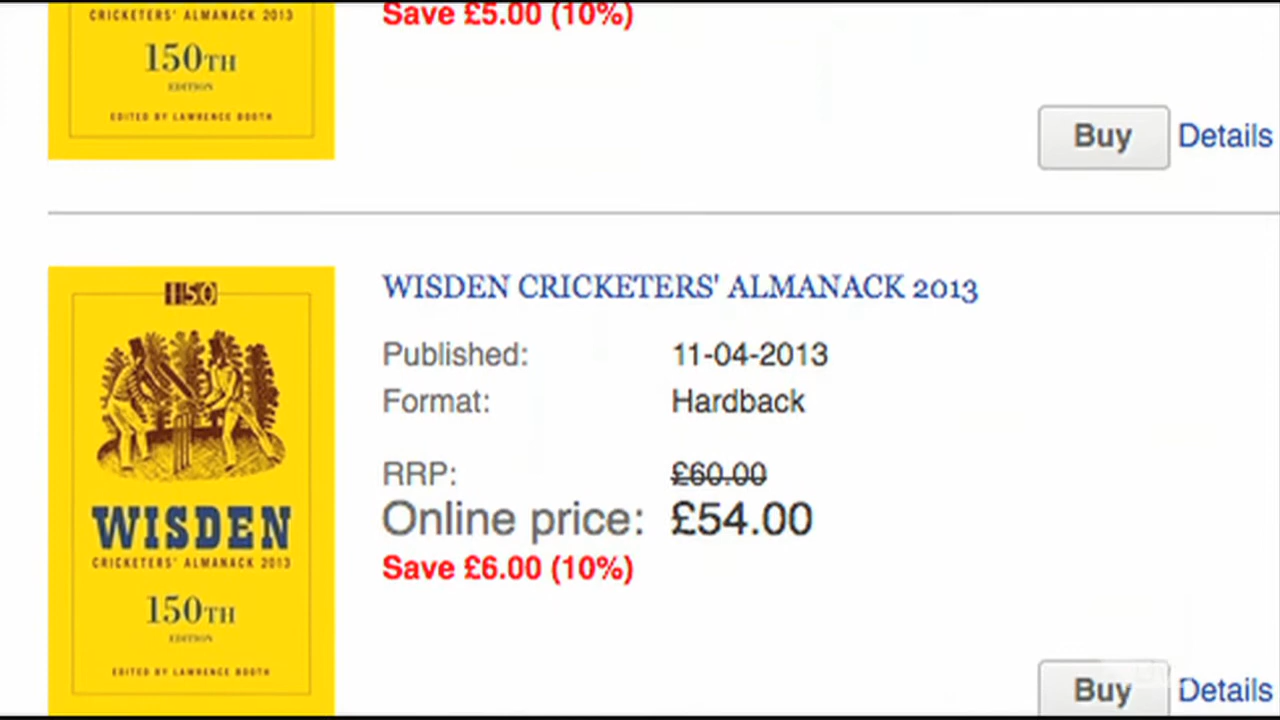 CRICKETERS' ALMANACK 2013
150TH
EDITION
EDITED BY LAWRENCE BOOTH
Save £5.00 (10%)
Buy Details
150
WISDEN
CRICKETERS' ALMANACK 2013
150TH
EDITION
EDITED BY LAWRENCE BOOTH
WISDEN CRICKETERS' ALMANACK 2013
Published: 11-04-2013
Format: Hardback
RRP: £60.00
Online price: £54.00
Save £6.00 (10%)
Buy Details